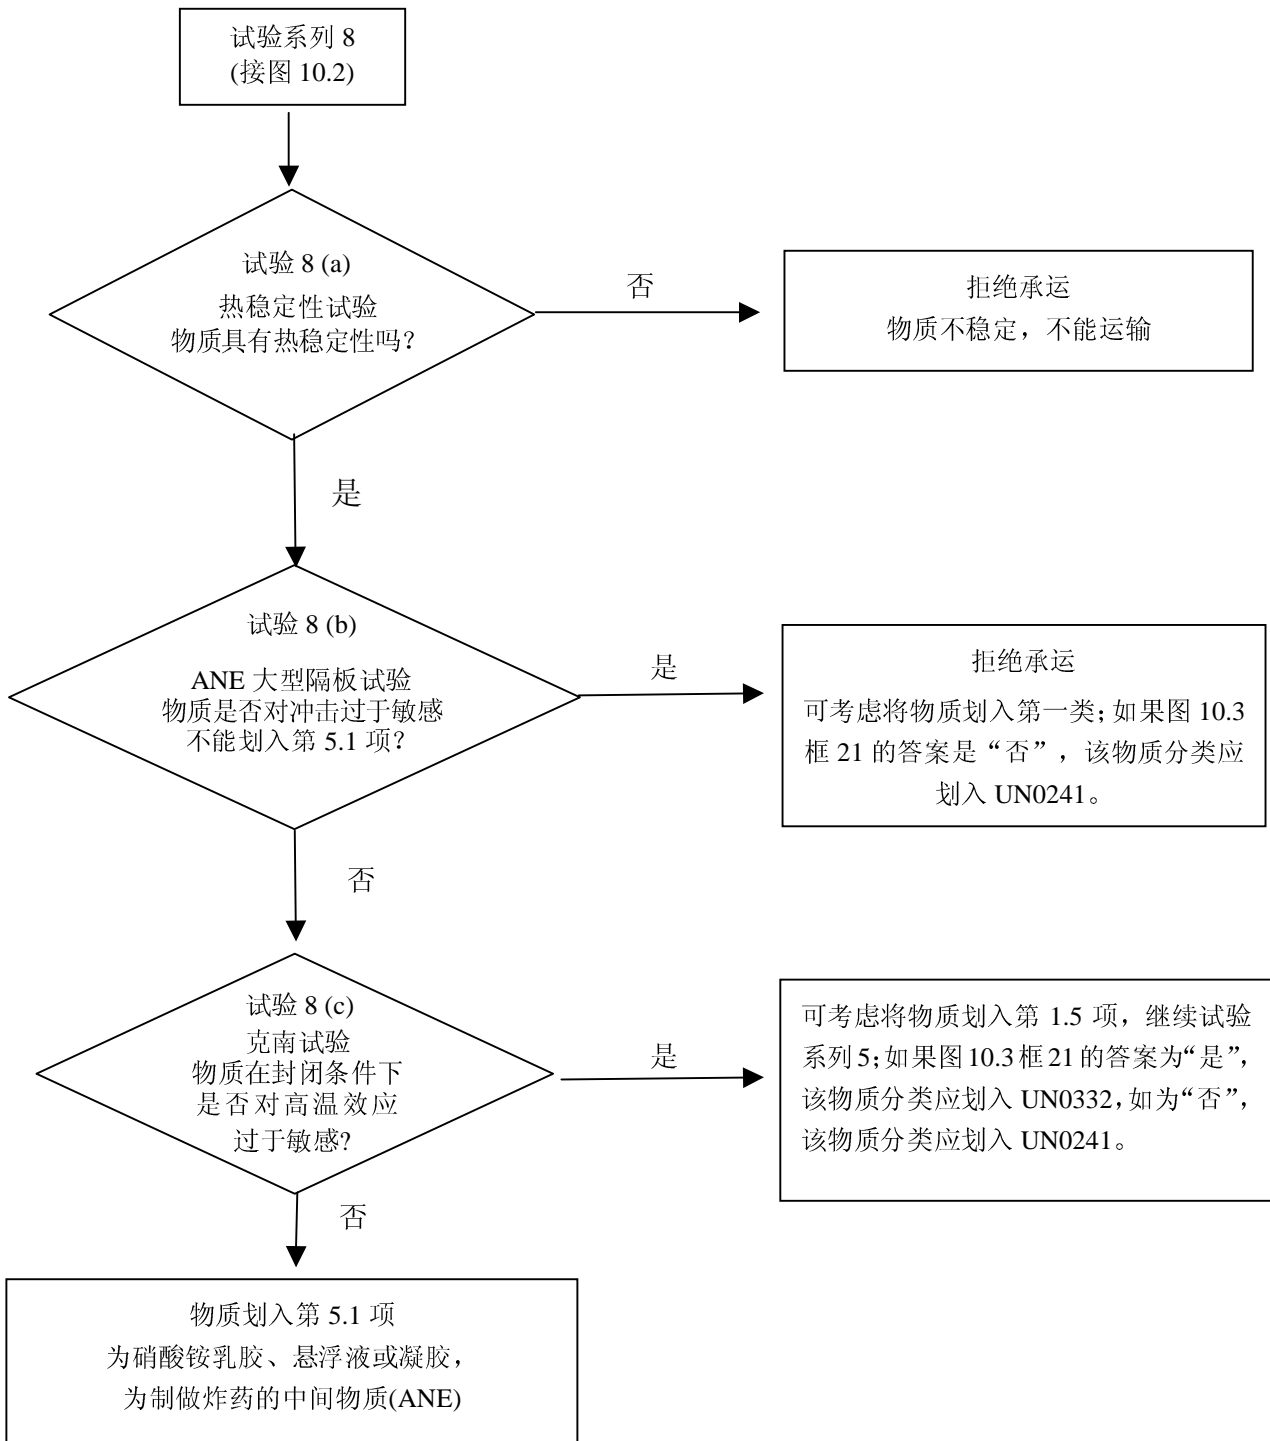 试验系列 8
(接图 10.2)
试验 8 (a)
热稳定性试验
物质具有热稳定性吗?
否
拒绝承运
物质不稳定，不能运输
是
试验 8 (b)
ANE 大型隔板试验
物质是否对冲击过于敏感
不能划入第 5.1 项?
是
拒绝承运
可考虑将物质划入第一类; 如果图 10.3
框 21 的答案是“否”，该物质分类应
划入 UN0241。
否
试验 8 (c)
克南试验
物质在封闭条件下
是否对高温效应
过于敏感?
是
可考虑将物质划入第 1.5 项，继续试验
系列 5; 如果图 10.3 框 21 的答案为“是”，
该物质分类应划入 UN0332, 如为“否”，
该物质分类应划入 UN0241。
否
物质划入第 5.1 项
为硝酸铵乳胶、悬浮液或凝胶，
为制做炸药的中间物质(ANE)